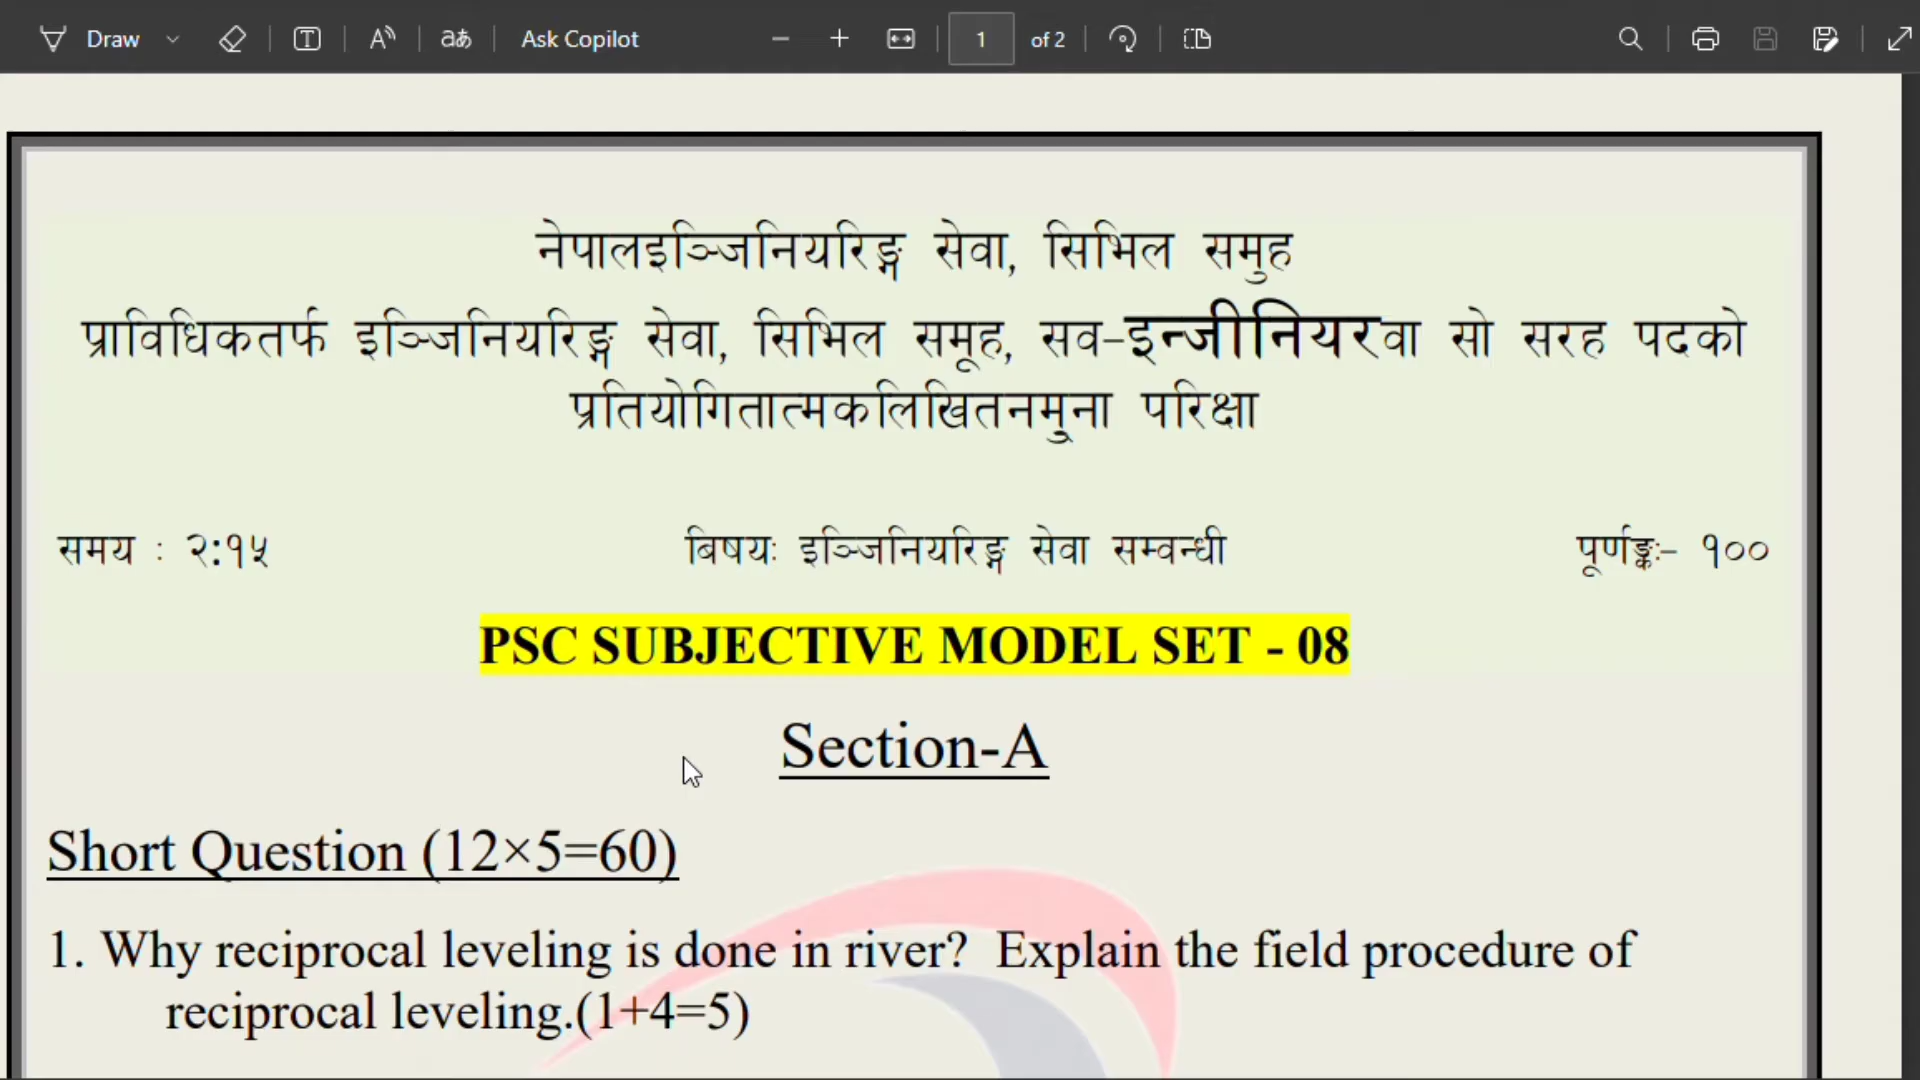 Draw
Ask Copilot
1 of 2
नेपालइञ्जिनियरिङ्ग सेवा, सिभिल समुह
प्राविधिकतर्फ इञ्जिनियरिङ्ग सेवा, सिभिल समूह, सव-इन्जीनियरवा सो सरह पदको
प्रतियोगितात्मकलिखितनमुना परिक्षा
समय : २:१५ बिषयः इञ्जिनियरिङ्ग सेवा सम्वन्धी पूर्णङ्कः- १००
PSC SUBJECTIVE MODEL SET - 08
Section-A
Short Question (12×5=60)
1. Why reciprocal leveling is done in river? Explain the field procedure of
reciprocal leveling.(1+4=5)